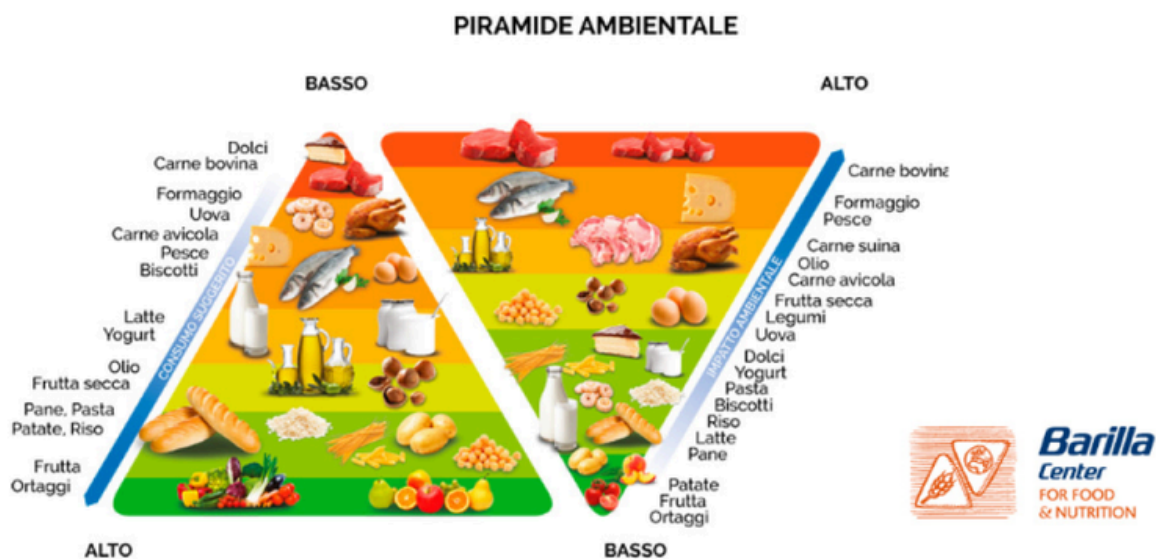 PIRAMIDE AMBIENTALE
BASSO
ALTO
Dolci
Carne bovina
Formaggio
Uova
Carne avicola
Pesce
Biscotti
Latte
Yogurt
Olio
Frutta secca
Pane, Pasta
Patate, Riso
Frutta
Ortaggi
CONSUMO SUGGERITO
IMPATTO AMBIENTALE
Carne bovina
Formaggio
Pesce
Carne suina
Olio
Carne avicola
Frutta secca
Legumi
Uova
Dolci
Yogurt
Pasta
Biscotti
Riso
Latte
Pane
Patate
Frutta
Ortaggi
ALTO
BASSO
Barilla
Center
FOR FOOD
& NUTRITION